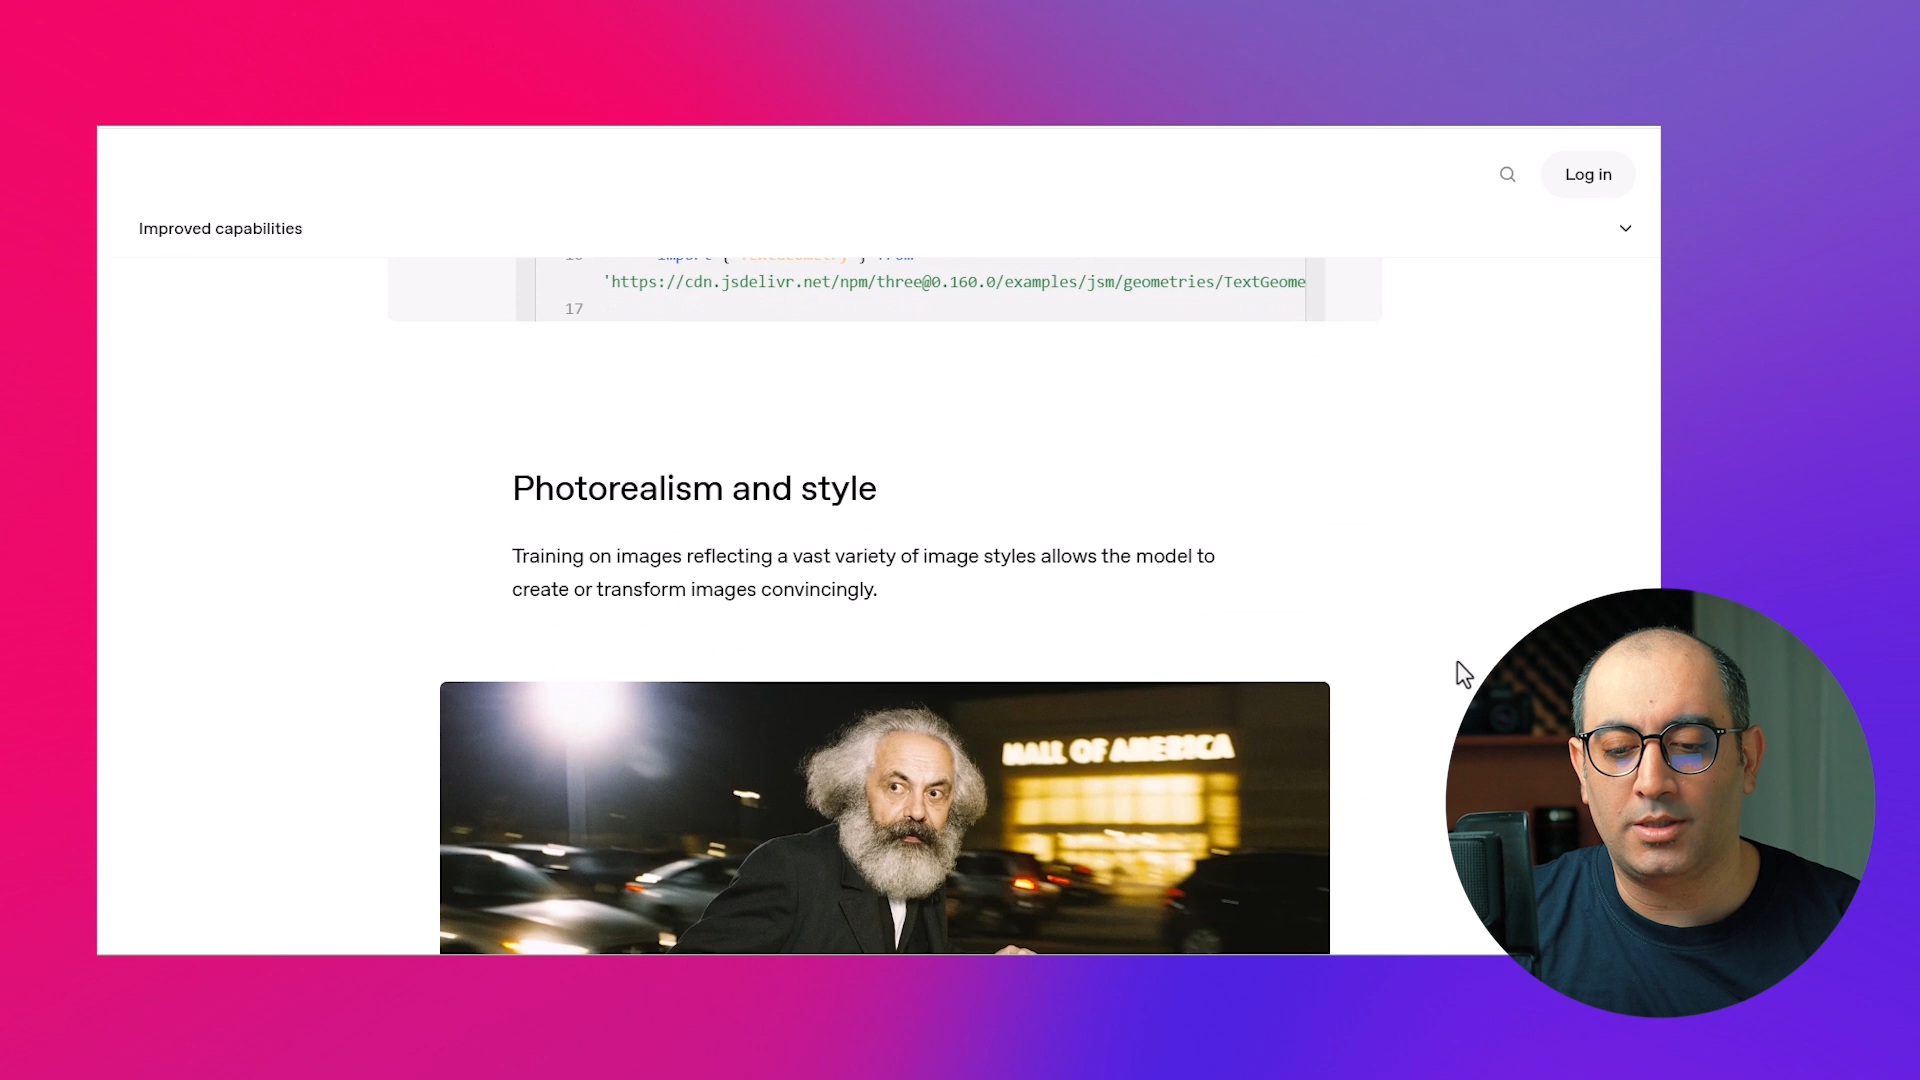 Log in
Improved capabilities
'https://cdn.jsdelivr.net/npm/three@0.160.0/examples/jsm/geometries/TextGeome
17
Photorealism and style
Training on images reflecting a vast variety of image styles allows the model to
create or transform images convincingly.
MALL OF AMERICA